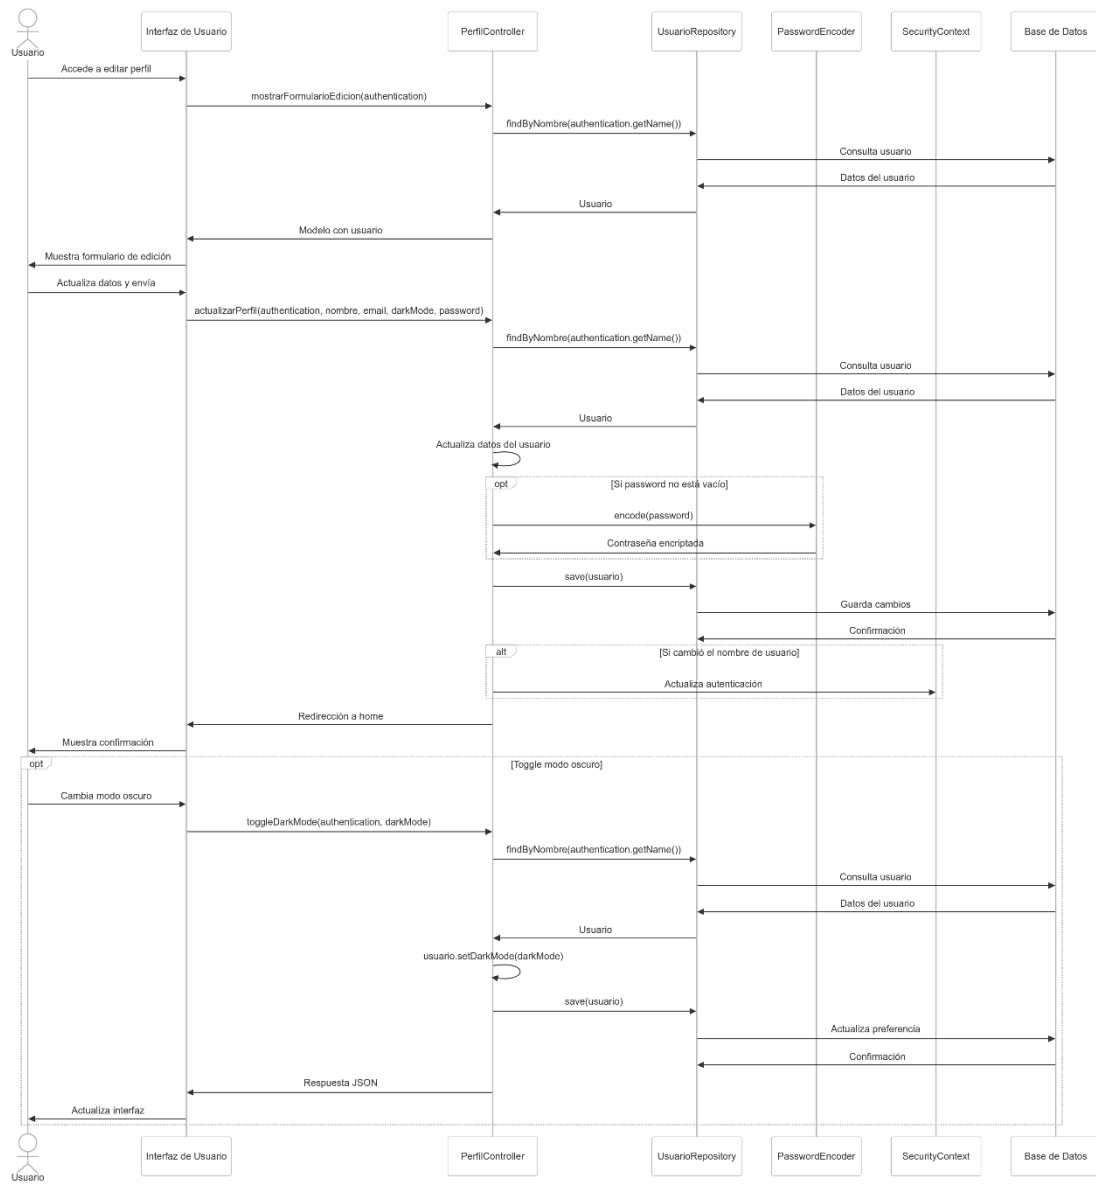 Usuario
Interfaz de Usuario
PerfilController
UsuarioRepository
PasswordEncoder
SecurityContext
Base de Datos
Accede a editar perfil
mostrarFormularioEdicion(authentication)
findByNombre(authentication.getName())
Consulta usuario
Datos del usuario
Usuario
Modelo con usuario
Muestra formulario de edición
Actualiza datos y envía
actualizarPerfil(authentication, nombre, email, darkMode, password)
findByNombre(authentication.getName())
Consulta usuario
Datos del usuario
Usuario
Actualiza datos del usuario
opt
[Si password no está vacío]
encode(password)
Contraseña encriptada
save(usuario)
Guarda cambios
Confirmación
alt
[Si cambió el nombre de usuario]
Actualiza autenticación
Redirección a home
Muestra confirmación
opt
[Toggle modo oscuro]
Cambia modo oscuro
toggleDarkMode(authentication, darkMode)
findByNombre(authentication.getName())
Consulta usuario
Datos del usuario
Usuario
usuario.setDarkMode(darkMode)
save(usuario)
Actualiza preferencia
Confirmación
Respuesta JSON
Actualiza interfaz
Usuario
Interfaz de Usuario
PerfilController
UsuarioRepository
PasswordEncoder
SecurityContext
Base de Datos